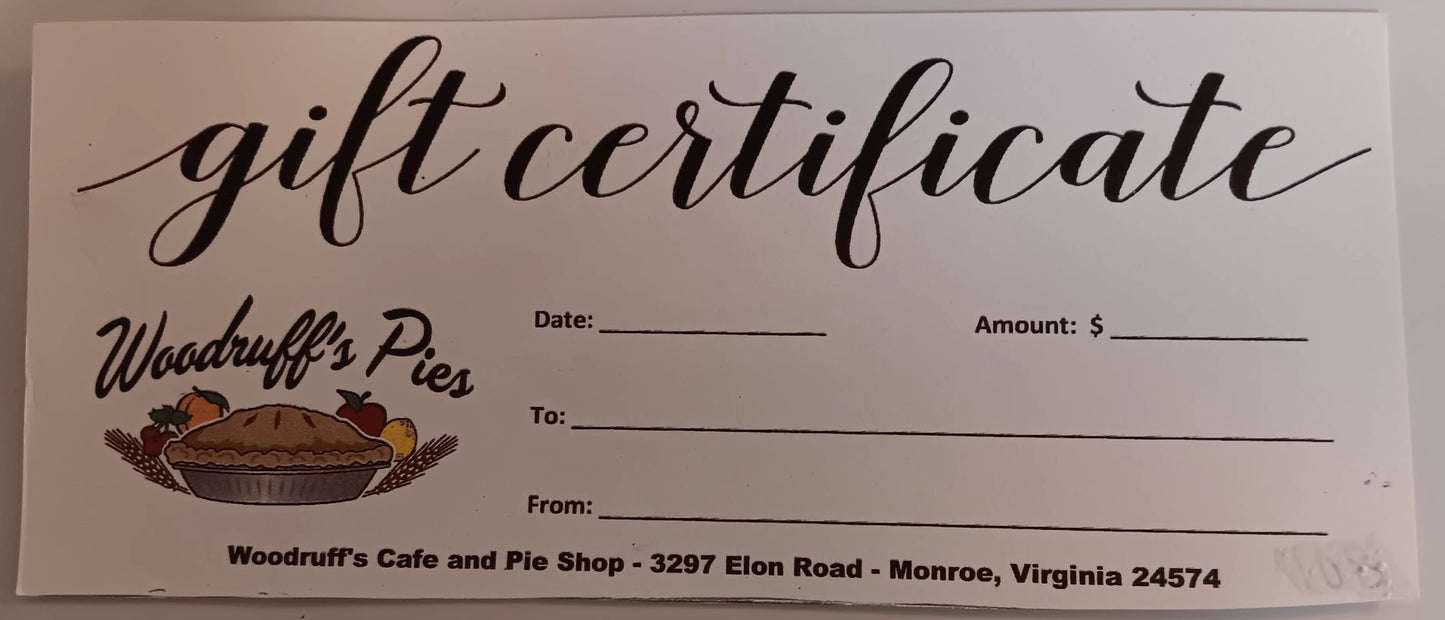 gift certificate
Woodruff's Pies
Date: Amount: $
To:
From:
Woodruff's Cafe and Pie Shop - 3297 Elon Road - Monroe, Virginia 24574